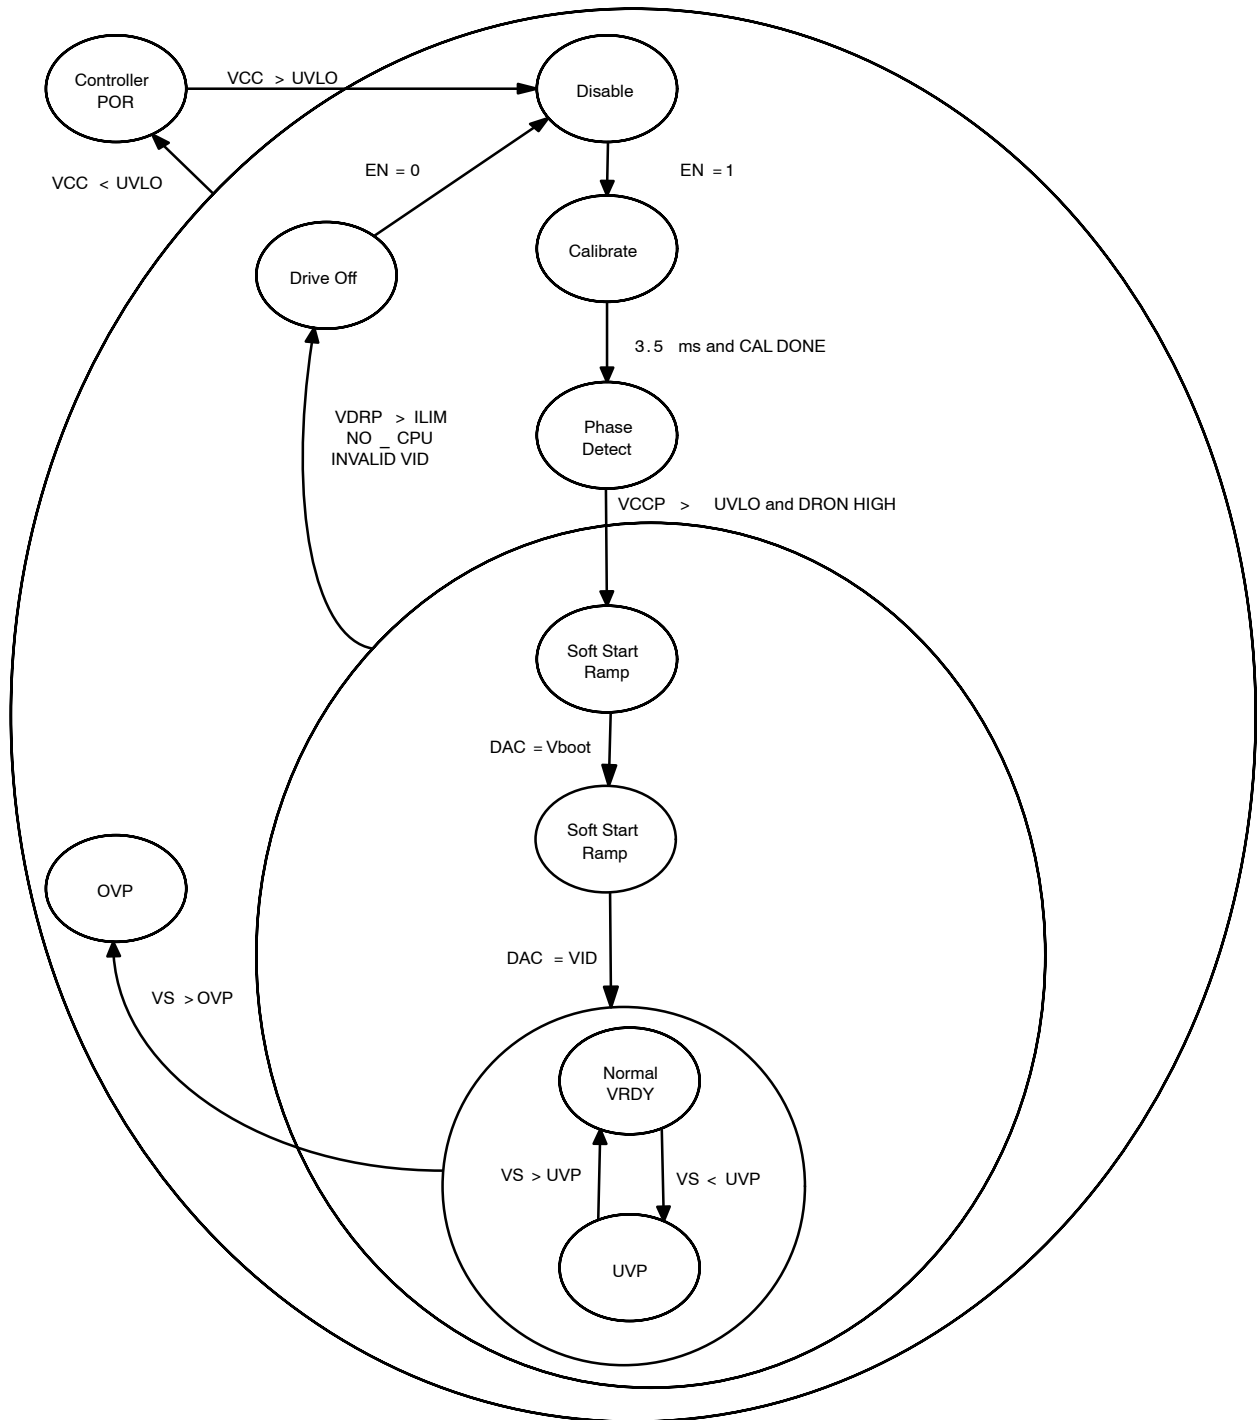 Controller
POR
VCC > UVLO
Disable
VCC < UVLO
EN = 0
EN = 1
Calibrate
Drive Off
3.5 ms and CAL DONE
VDRP > ILIM
NO _ CPU
INVALID VID
Phase
Detect
VCCP > UVLO and DRON HIGH
Soft Start
Ramp
DAC = Vboot
Soft Start
Ramp
OVP
DAC = VID
VS > OVP
Normal
VRDY
VS > UVP
VS < UVP
UVP